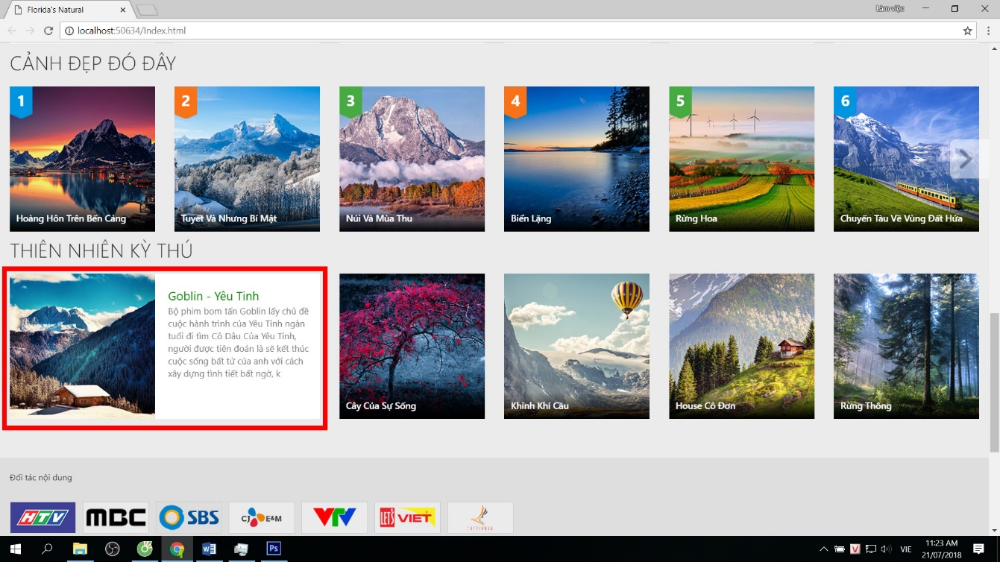 Florida's Natural
Làm việc
localhost:50634/Index.html
CẢNH ĐẸP ĐÓ ĐÂY
1
2
3
4
5
6
Hoàng Hôn Trên Bến Cảng
Tuyết Và Nhưng Bí Mật
Núi Và Mùa Thu
Biển Lặng
Rừng Hoa
Chuyến Tàu Về Vùng Đất Hứa
THIÊN NHIÊN KỲ THÚ
Goblin - Yêu Tinh
Bộ phim bom tấn Goblin lấy chủ đề
cuộc hành trình của Yêu Tinh ngàn
tuổi đi tìm Cô Dâu Của Yêu Tinh,
người được tiên đoán là sẽ kết thúc
cuộc sống bất tử của anh với cách
xây dựng tình tiết bất ngờ, k
Cây Của Sự Sống
Khinh Khí Cầu
House Cô Đơn
Rừng Thông
Đối tác nội dung
HTV
MBC
SBS
CJ E&M
VTV
LET'S VIET
VIE
11:23 AM
21/07/2018